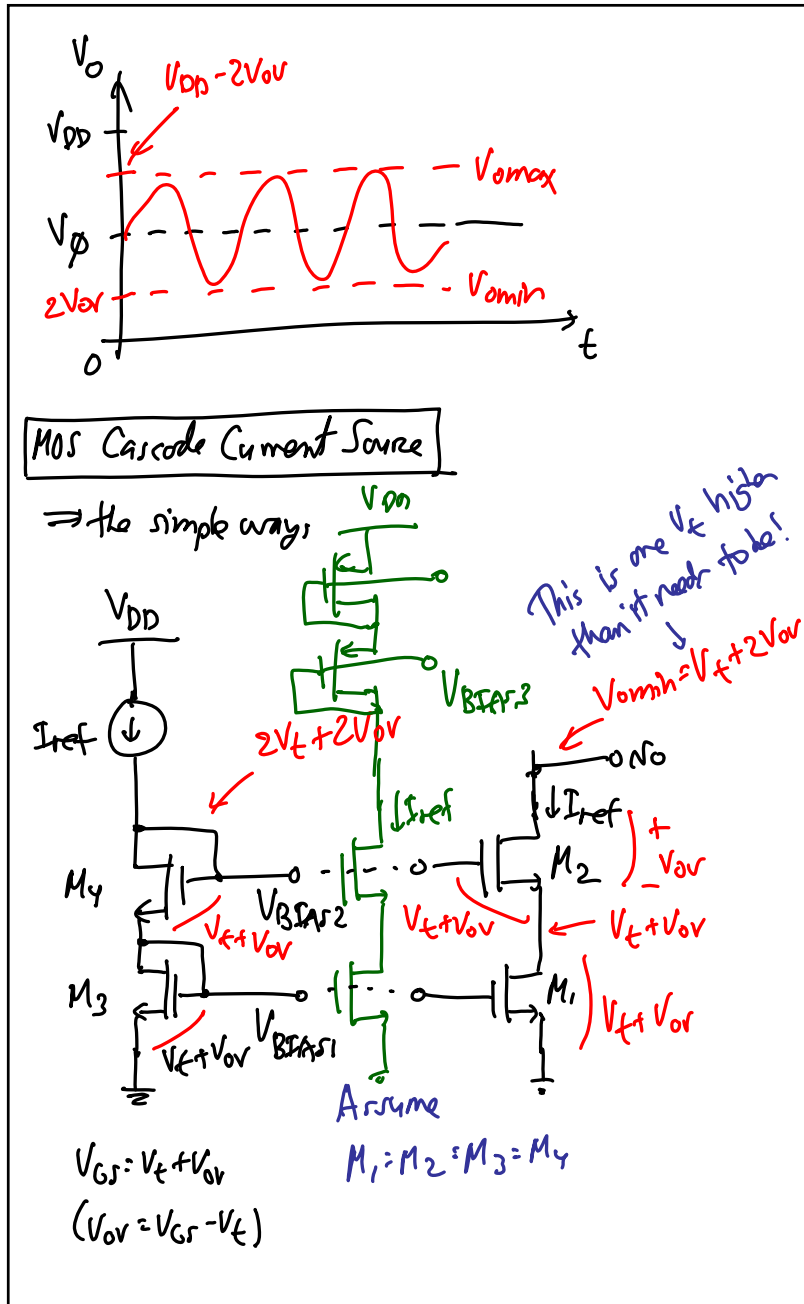 Vo
VDD - 2Vov
VDD
Vomax
Vø
2Vov
Vomin
0
t
MOS Cascode Current Source
⇒ the simple way:
VDD
This is one Vt higher
than it needs to be!
VDD
Vomin = Vt + 2Vov
VBIAS3
Iref ↓
2Vt + 2Vov
No
↓ Iref
↓ Iref
+
Vov
-
M4
M2
VBIAS2
Vt + Vov
Vt + Vov
Vt + Vov
M3
M1
Vt + Vov
VBIAS1
Vt + Vov
Assume
VGS = Vt + Vov
M1 = M2 = M3 = M4
(Vov = VGS - Vt)